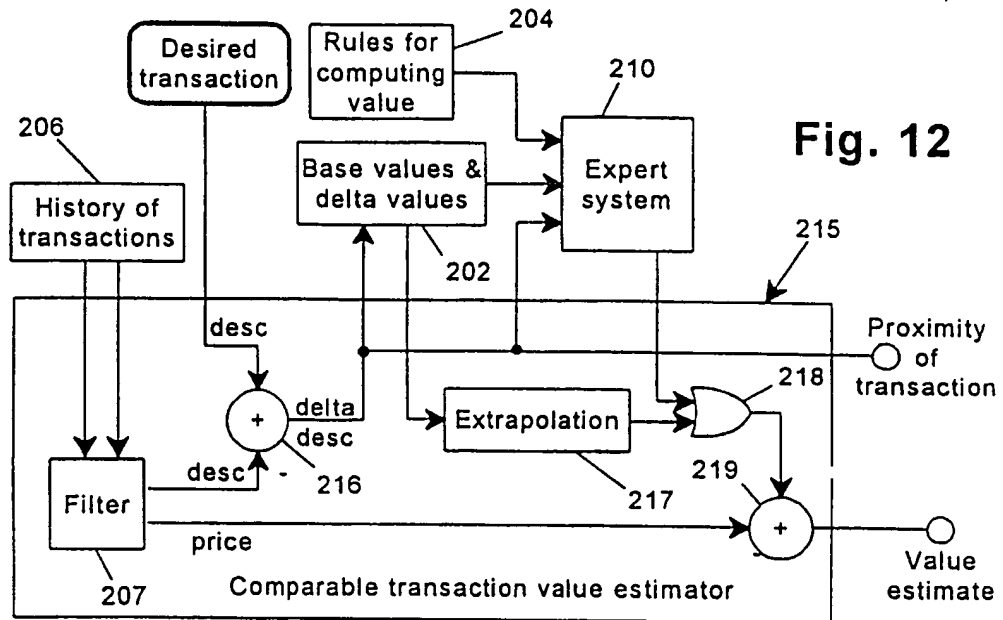 204
Desired
transaction
Rules for
computing
value
210
Fig. 12
206
History of
transactions
Base values &
delta values
Expert
system
202
215
desc
Proximity
of
transaction
+
delta
desc
216
desc
-
Extrapolation
218
217
219
Filter
price
+
-
207
Comparable transaction value estimator
Value
estimate